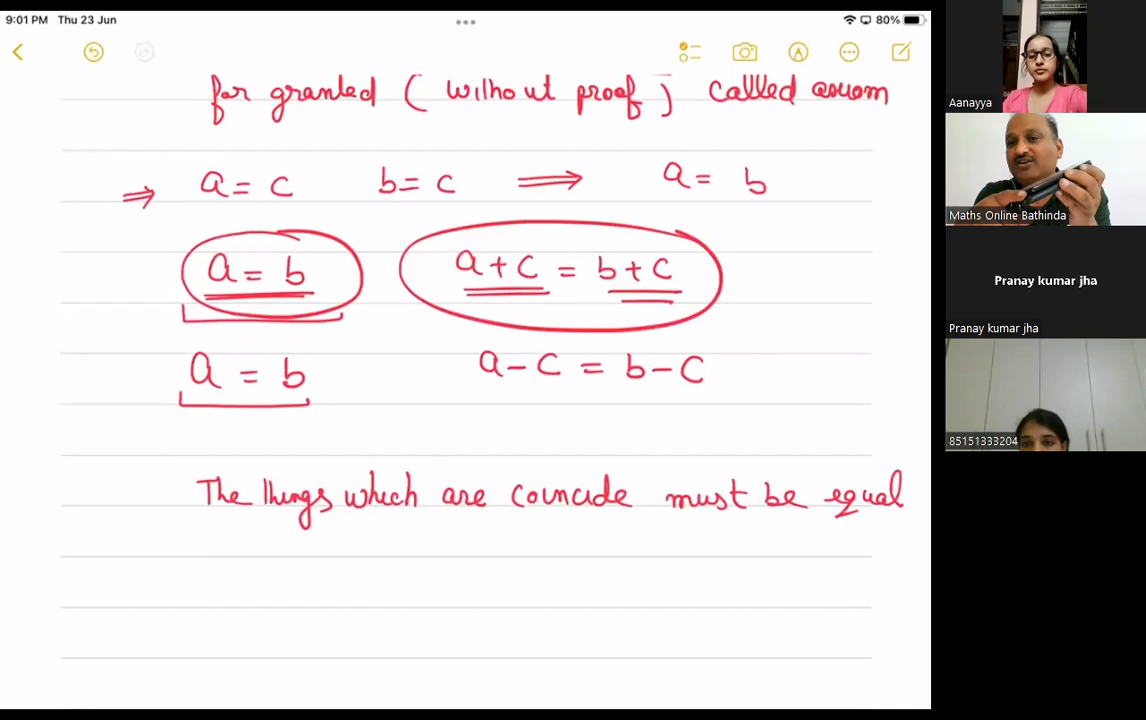 9:01 PM Thu 23 Jun
80%
for granted ( without proof ) called axiom
⇒ a = c b = c ⟹ a = b
a = b a + c = b + c
a = b a - c = b - c
The things which are councide must be equal
Aanayya
Maths Online Bathinda
Pranay kumar jha
Pranay kumar jha
85151333204